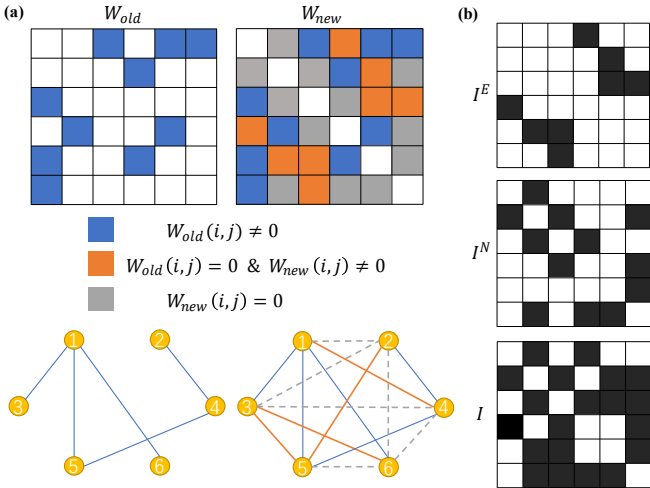 (a)
W_old
W_new
(b)
I^E
I^N
I
W_old(i,j) ≠ 0
W_old(i,j) = 0 & W_new(i,j) ≠ 0
W_new(i,j) = 0
1 2
3 4
5 6
1 2
3 4
5 6